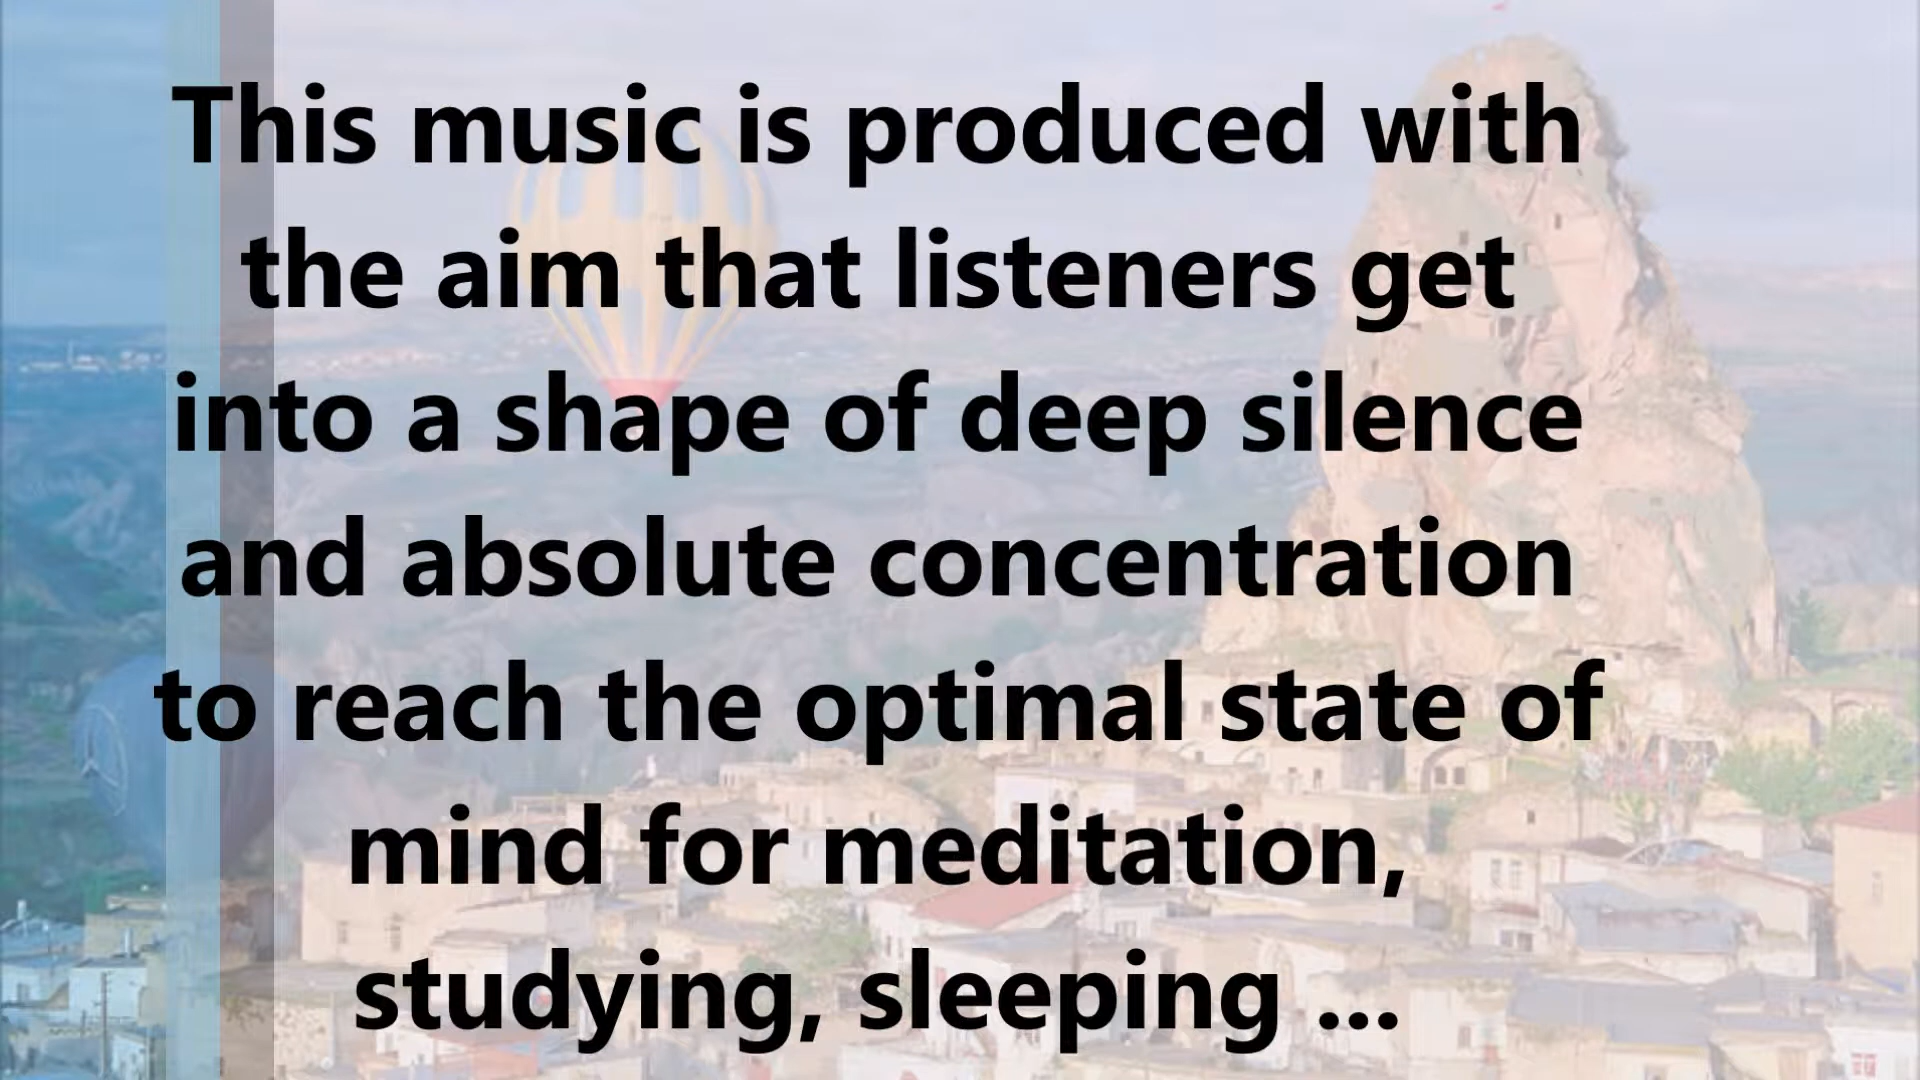 This music is produced with
the aim that listeners get
into a shape of deep silence
and absolute concentration
to reach the optimal state of
mind for meditation,
studying, sleeping ...